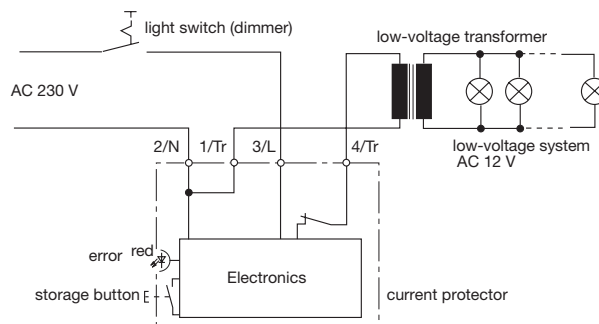 light switch (dimmer)
low-voltage transformer
AC 230 V
low-voltage system
AC 12 V
2/N 1/Tr 3/L 4/Tr
error red
Electronics
storage button
current protector